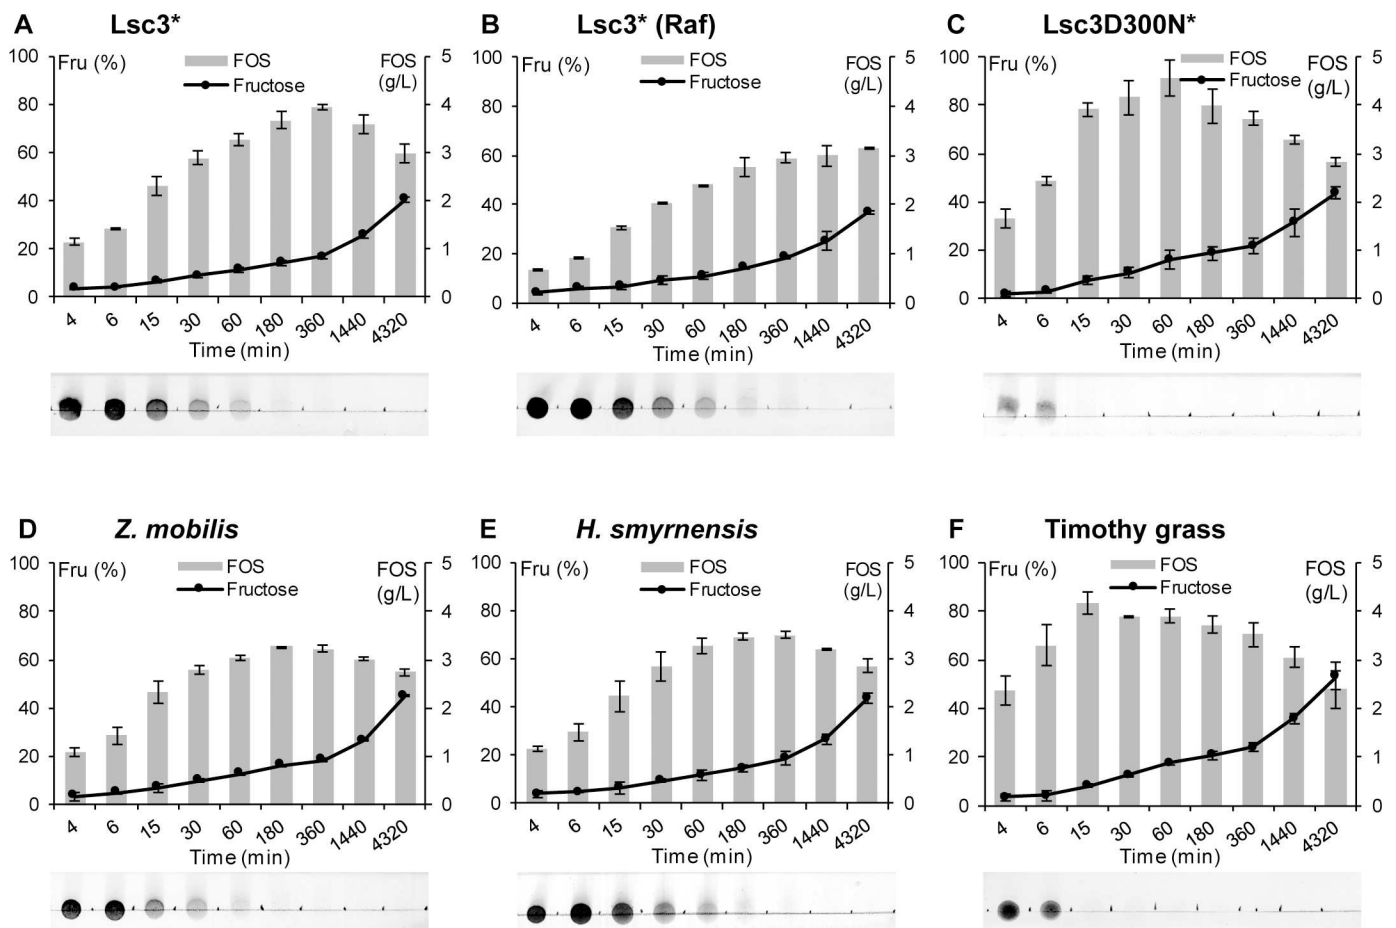 A Lsc3*
Fru (%) FOS FOS
Fructose (g/L)
100 80 60 40 20 0
5 4 3 2 1 0
4 6 15 30 60 180 360 1440 4320
Time (min)
B Lsc3* (Raf)
Fru (%) FOS FOS
Fructose (g/L)
100 80 60 40 20 0
5 4 3 2 1 0
4 6 15 30 60 180 360 1440 4320
Time (min)
C Lsc3D300N*
Fru (%) FOS FOS
Fructose (g/L)
100 80 60 40 20 0
5 4 3 2 1 0
4 6 15 30 60 180 360 1440 4320
Time (min)
D Z. mobilis
Fru (%) FOS FOS
Fructose (g/L)
100 80 60 40 20 0
5 4 3 2 1 0
4 6 15 30 60 180 360 1440 4320
Time (min)
E H. smyrnensis
Fru (%) FOS FOS
Fructose (g/L)
100 80 60 40 20 0
5 4 3 2 1 0
4 6 15 30 60 180 360 1440 4320
Time (min)
F Timothy grass
Fru (%) FOS FOS
Fructose (g/L)
100 80 60 40 20 0
5 4 3 2 1 0
4 6 15 30 60 180 360 1440 4320
Time (min)